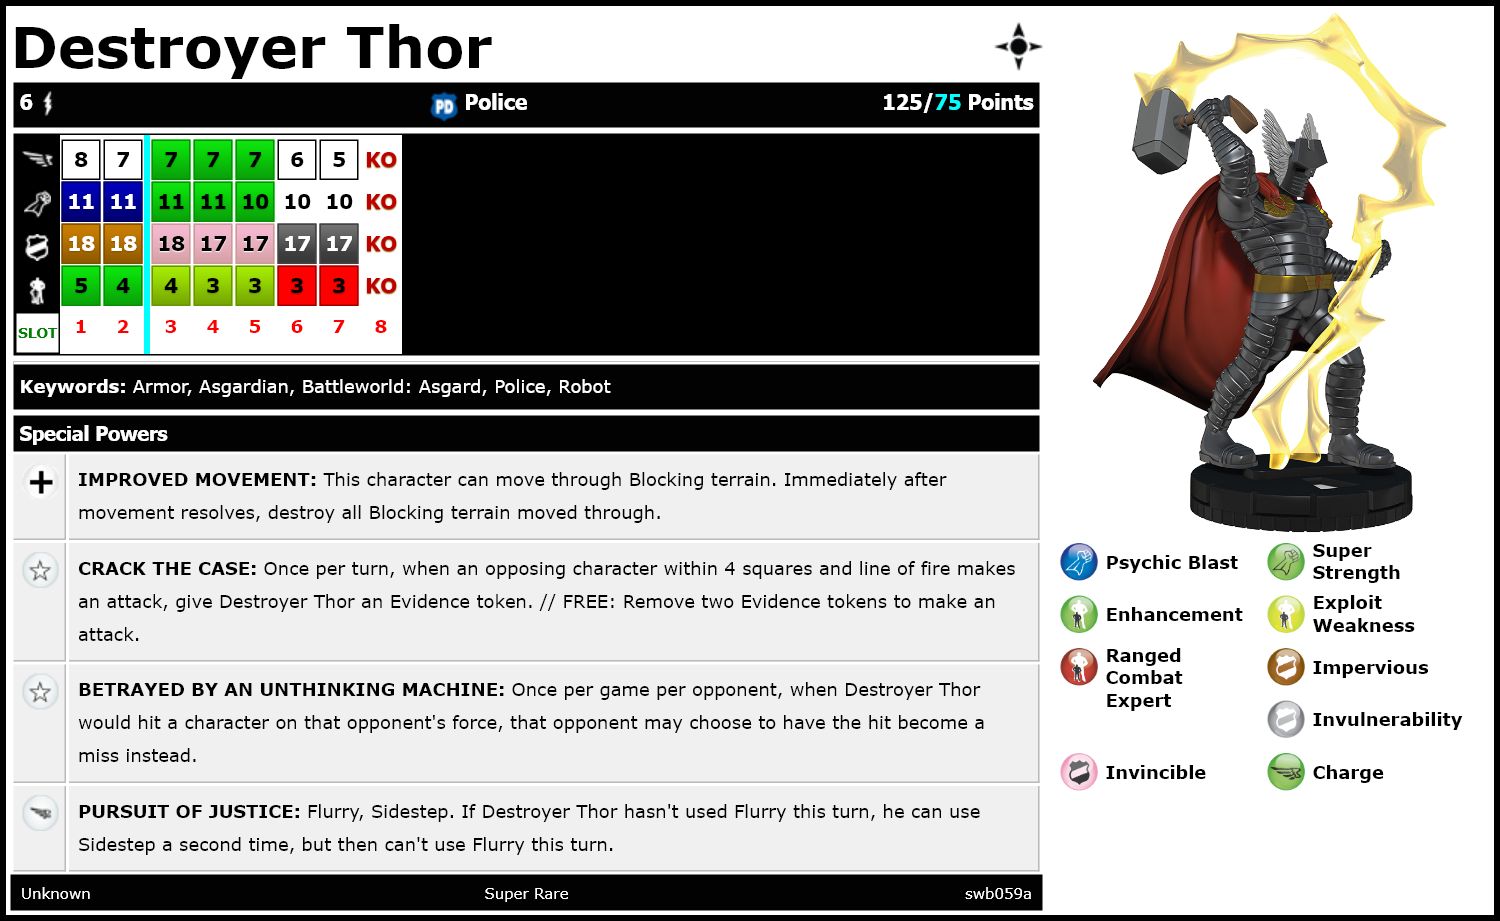 Destroyer Thor
6 PD Police 125/75 Points
8 7 7 7 7 6 5 KO
11 11 11 11 10 10 10 KO
18 18 18 17 17 17 17 KO
5 4 4 3 3 3 3 KO
SLOT 1 2 3 4 5 6 7 8
Keywords: Armor, Asgardian, Battleworld: Asgard, Police, Robot
Special Powers
IMPROVED MOVEMENT: This character can move through Blocking terrain. Immediately after
movement resolves, destroy all Blocking terrain moved through.
CRACK THE CASE: Once per turn, when an opposing character within 4 squares and line of fire makes
an attack, give Destroyer Thor an Evidence token. // FREE: Remove two Evidence tokens to make an
attack.
BETRAYED BY AN UNTHINKING MACHINE: Once per game per opponent, when Destroyer Thor
would hit a character on that opponent's force, that opponent may choose to have the hit become a
miss instead.
PURSUIT OF JUSTICE: Flurry, Sidestep. If Destroyer Thor hasn't used Flurry this turn, he can use
Sidestep a second time, but then can't use Flurry this turn.
Unknown Super Rare swb059a
Psychic Blast
Super
Strength
Enhancement
Exploit
Weakness
Ranged
Combat
Expert
Impervious
Invulnerability
Invincible
Charge